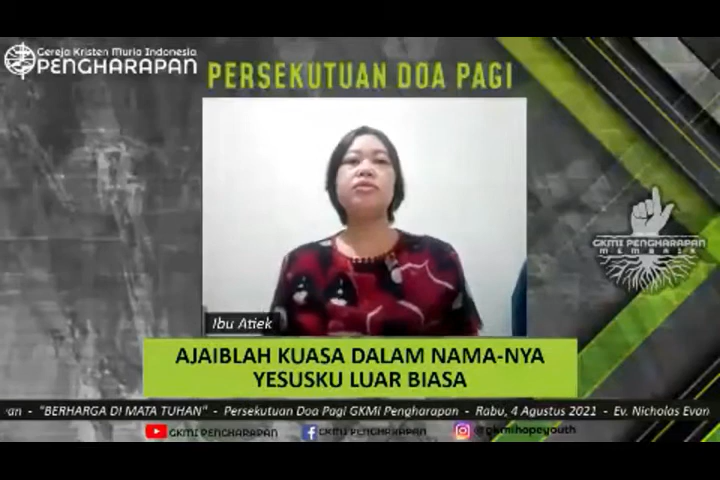 Gereja Kristen Muria Indonesia
PENGHARAPAN
PERSEKUTUAN DOA PAGI
GKMI PENGHARAPAN
MEMBAIK
Ibu Atiek
AJAIBLAH KUASA DALAM NAMA-NYA
YESUSKU LUAR BIASA
- "BERHARGA DI MATA TUHAN" - Persekutuan Doa Pagi GKMI Pengharapan - Rabu, 4 Agustus 2021 - Ev. Nicholas Evan
GKMI PENGHARAPAN GKMI PENGHARAPAN @gkmihopeyouth